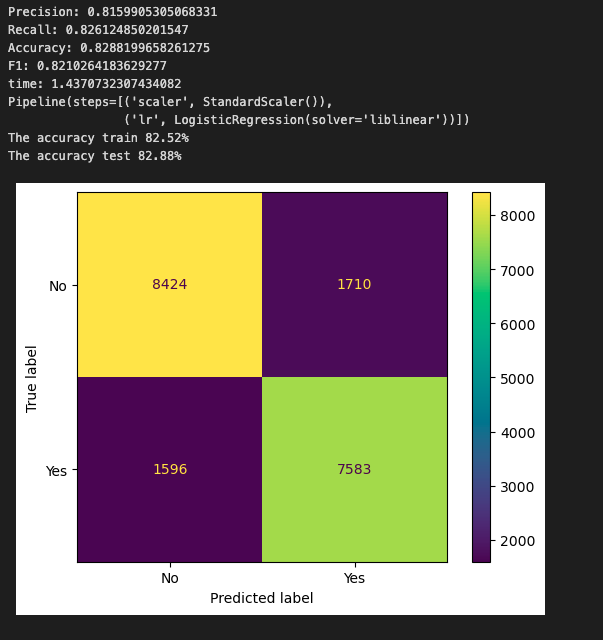 Precision: 0.8159905305068331
Recall: 0.826124850201547
Accuracy: 0.8288199658261275
F1: 0.8210264183629277
time: 1.4370732307434082
Pipeline(steps=[('scaler', StandardScaler()),
('lr', LogisticRegression(solver='liblinear'))])
The accuracy train 82.52%
The accuracy test 82.88%
8000
7000
6000
5000
4000
3000
2000
True label
No
8424
1710
Yes
1596
7583
No
Yes
Predicted label